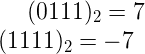 (0111)₂ = 7
(1111)₂ = −7